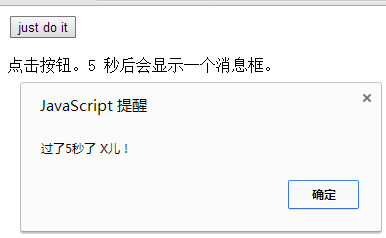 just do it
点击按钮。5 秒后会显示一个消息框。
JavaScript 提醒
过了5秒了 X儿！
确定